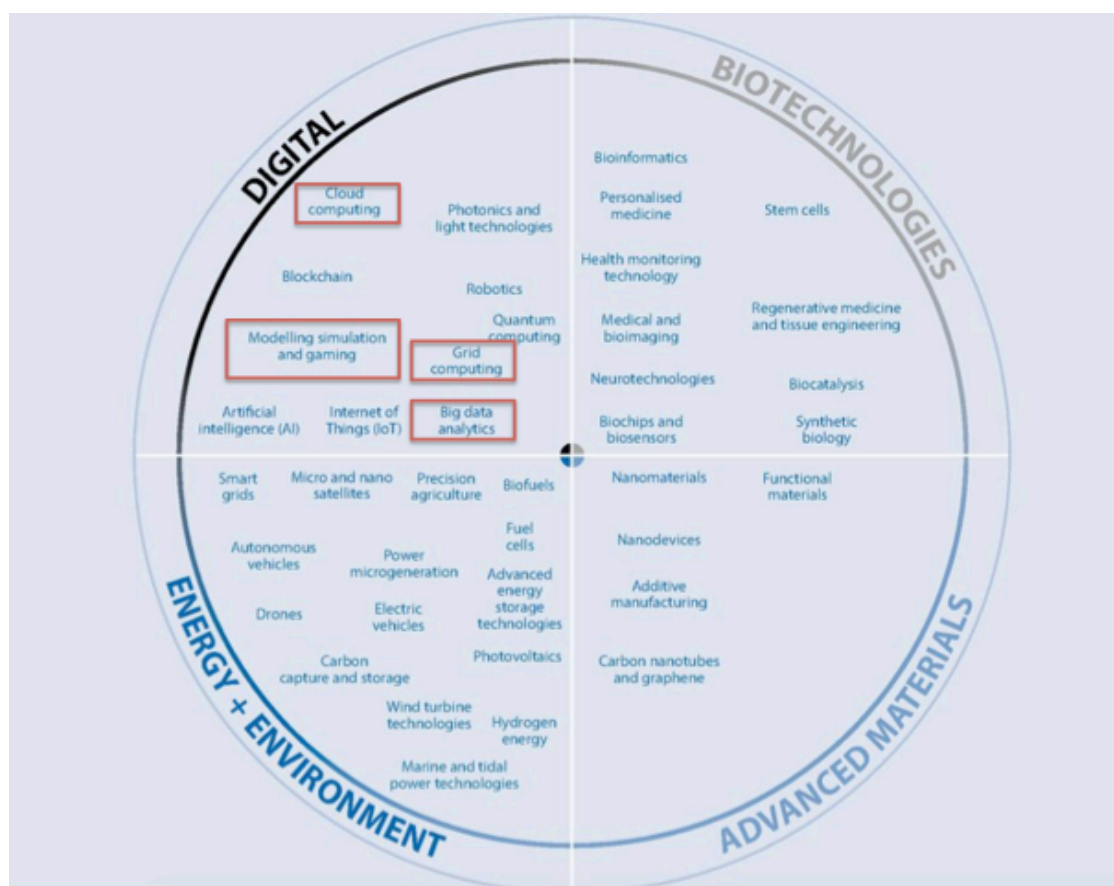 DIGITAL
Cloud
computing
Photonics and
light technologies
Blockchain
Robotics
Quantum
computing
Modelling simulation
and gaming
Grid
computing
Artificial
intelligence (AI)
Internet of
Things (IoT)
Big data
analytics
BIOTECHNOLOGIES
Bioinformatics
Personalised
medicine
Stem cells
Health monitoring
technology
Regenerative medicine
and tissue engineering
Medical and
bioimaging
Neurotechnologies
Biocatalysis
Biochips and
biosensors
Synthetic
biology
ENERGY + ENVIRONMENT
Smart
grids
Micro and nano
satellites
Precision
agriculture
Biofuels
Fuel
cells
Autonomous
vehicles
Power
microgeneration
Advanced
energy
storage
technologies
Drones
Electric
vehicles
Photovoltaics
Carbon
capture and storage
Wind turbine
technologies
Hydrogen
energy
Marine and tidal
power technologies
ADVANCED MATERIALS
Nanomaterials
Functional
materials
Nanodevices
Additive
manufacturing
Carbon nanotubes
and graphene